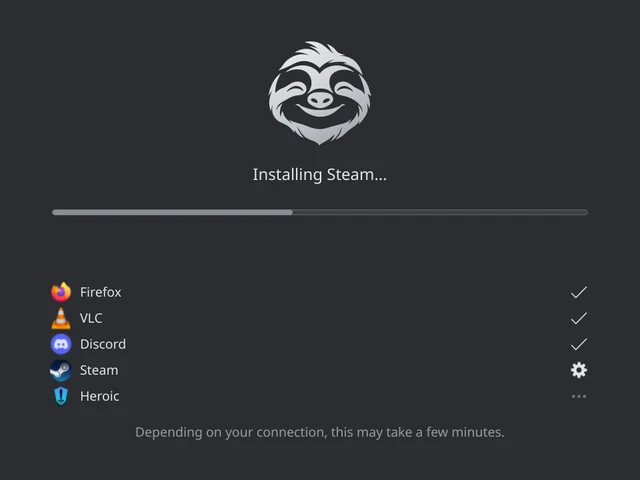 Installing Steam...
Firefox
VLC
Discord
Steam
Heroic
Depending on your connection, this may take a few minutes.